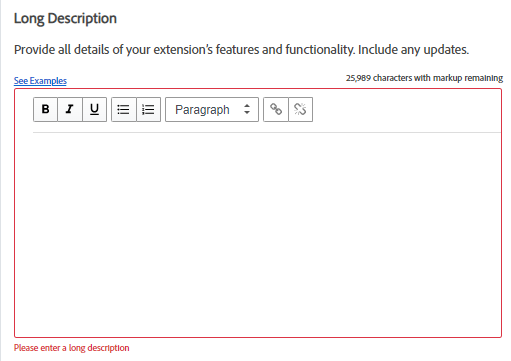 Long Description
Provide all details of your extension's features and functionality. Include any updates.
See Examples
25,989 characters with markup remaining
B I U
Paragraph
Please enter a long description